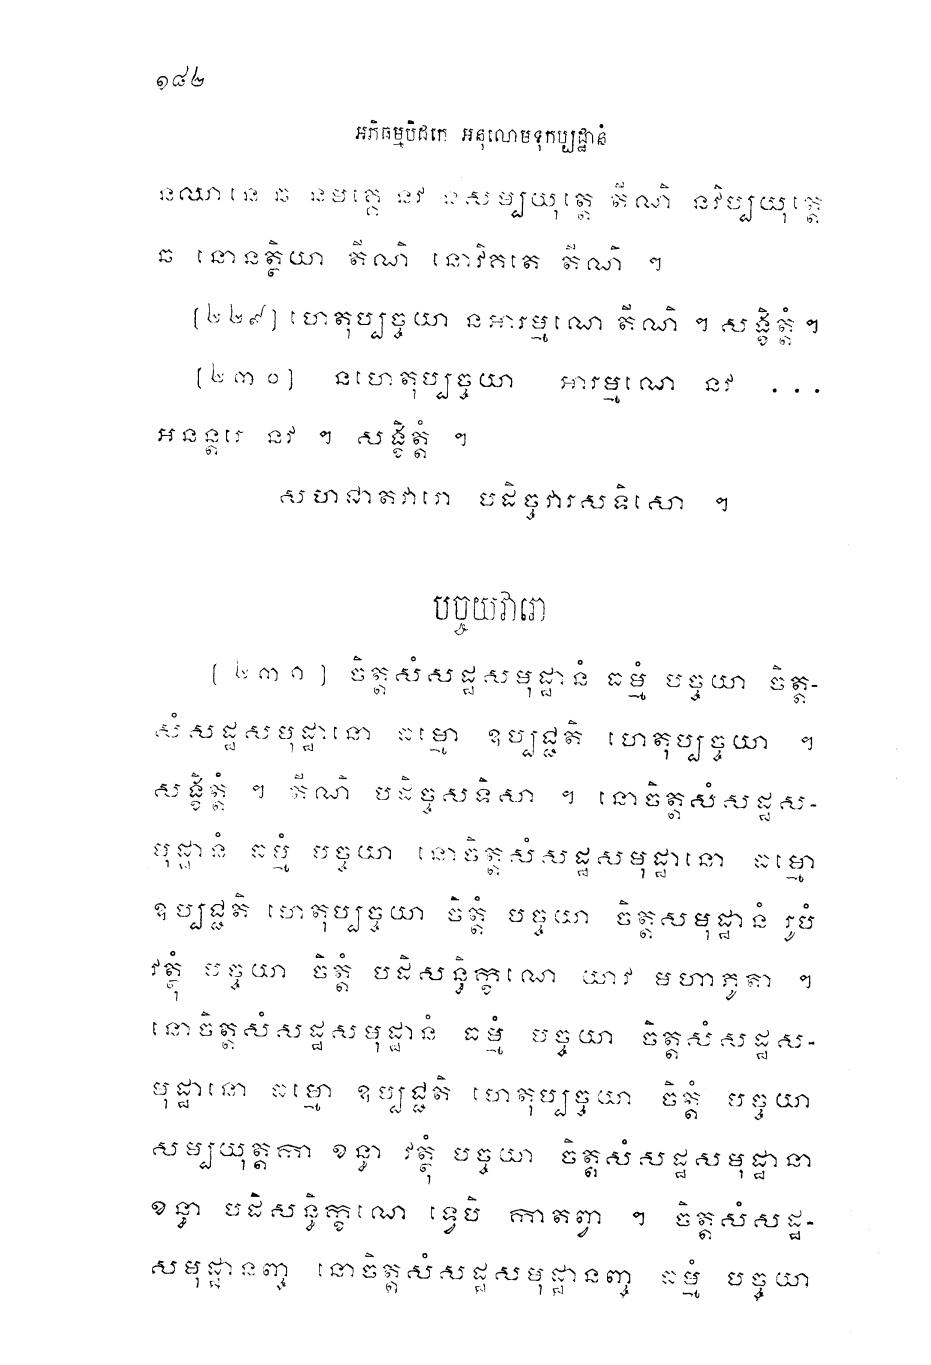 ១៨២
អភិធម្មបិដកេ អនុលោមទុកប្បដ្ឋានំ
នឈានេ ឆ នមគ្គេ នវ នសម្បយុត្តេ តីណិ នវិប្បយុត្តេ
ឆ នោនត្ថិយា តីណិ នោវិគតេ តីណិ ។
[២២៩] ហេតុប្បច្ចយា នអារម្មណេ តីណិ ។ សង្ខិត្តំ ។
[២៣០] នហេតុប្បច្ចយា អារម្មណេ នវ ...
អនន្តរេ នវ ។ សង្ខិត្តំ ។
សហជាតវារោ បដិច្ចវារសទិសោ ។
បច្ចយវារោ
[២៣១] ចិត្តសំសដ្ឋសមុដ្ឋានំ ធម្មំ បច្ចយា ចិត្ត-
សំសដ្ឋសមុដ្ឋានោ ធម្មោ ឧប្បជ្ជតិ ហេតុប្បច្ចយា ។
សង្ខិត្តំ ។ តីណិ បដិច្ចសទិសា ។ នោចិត្តសំសដ្ឋស-
មុដ្ឋានំ ធម្មំ បច្ចយា នោចិត្តសំសដ្ឋសមុដ្ឋានោ ធម្មោ
ឧប្បជ្ជតិ ហេតុប្បច្ចយា ចិត្តំ បច្ចយា ចិត្តសមុដ្ឋានំ រូបំ
វត្ថុំ បច្ចយា ចិត្តំ បដិសន្ធិក្ខណេ យាវ មហាភូតា ។
នោចិត្តសំសដ្ឋសមុដ្ឋានំ ធម្មំ បច្ចយា ចិត្តសំសដ្ឋស-
មុដ្ឋានោ ធម្មោ ឧប្បជ្ជតិ ហេតុប្បច្ចយា ចិត្តំ បច្ចយា
សម្បយុត្តកា ខន្ធា វត្ថុំ បច្ចយា ចិត្តសំសដ្ឋសមុដ្ឋានា
ខន្ធា បដិសន្ធិក្ខណេ ទ្វេបិ កាតព្វា ។ ចិត្តសំសដ្ឋ-
សមុដ្ឋានញ្ច នោចិត្តសំសដ្ឋសមុដ្ឋានញ្ច ធម្មំ បច្ចយា